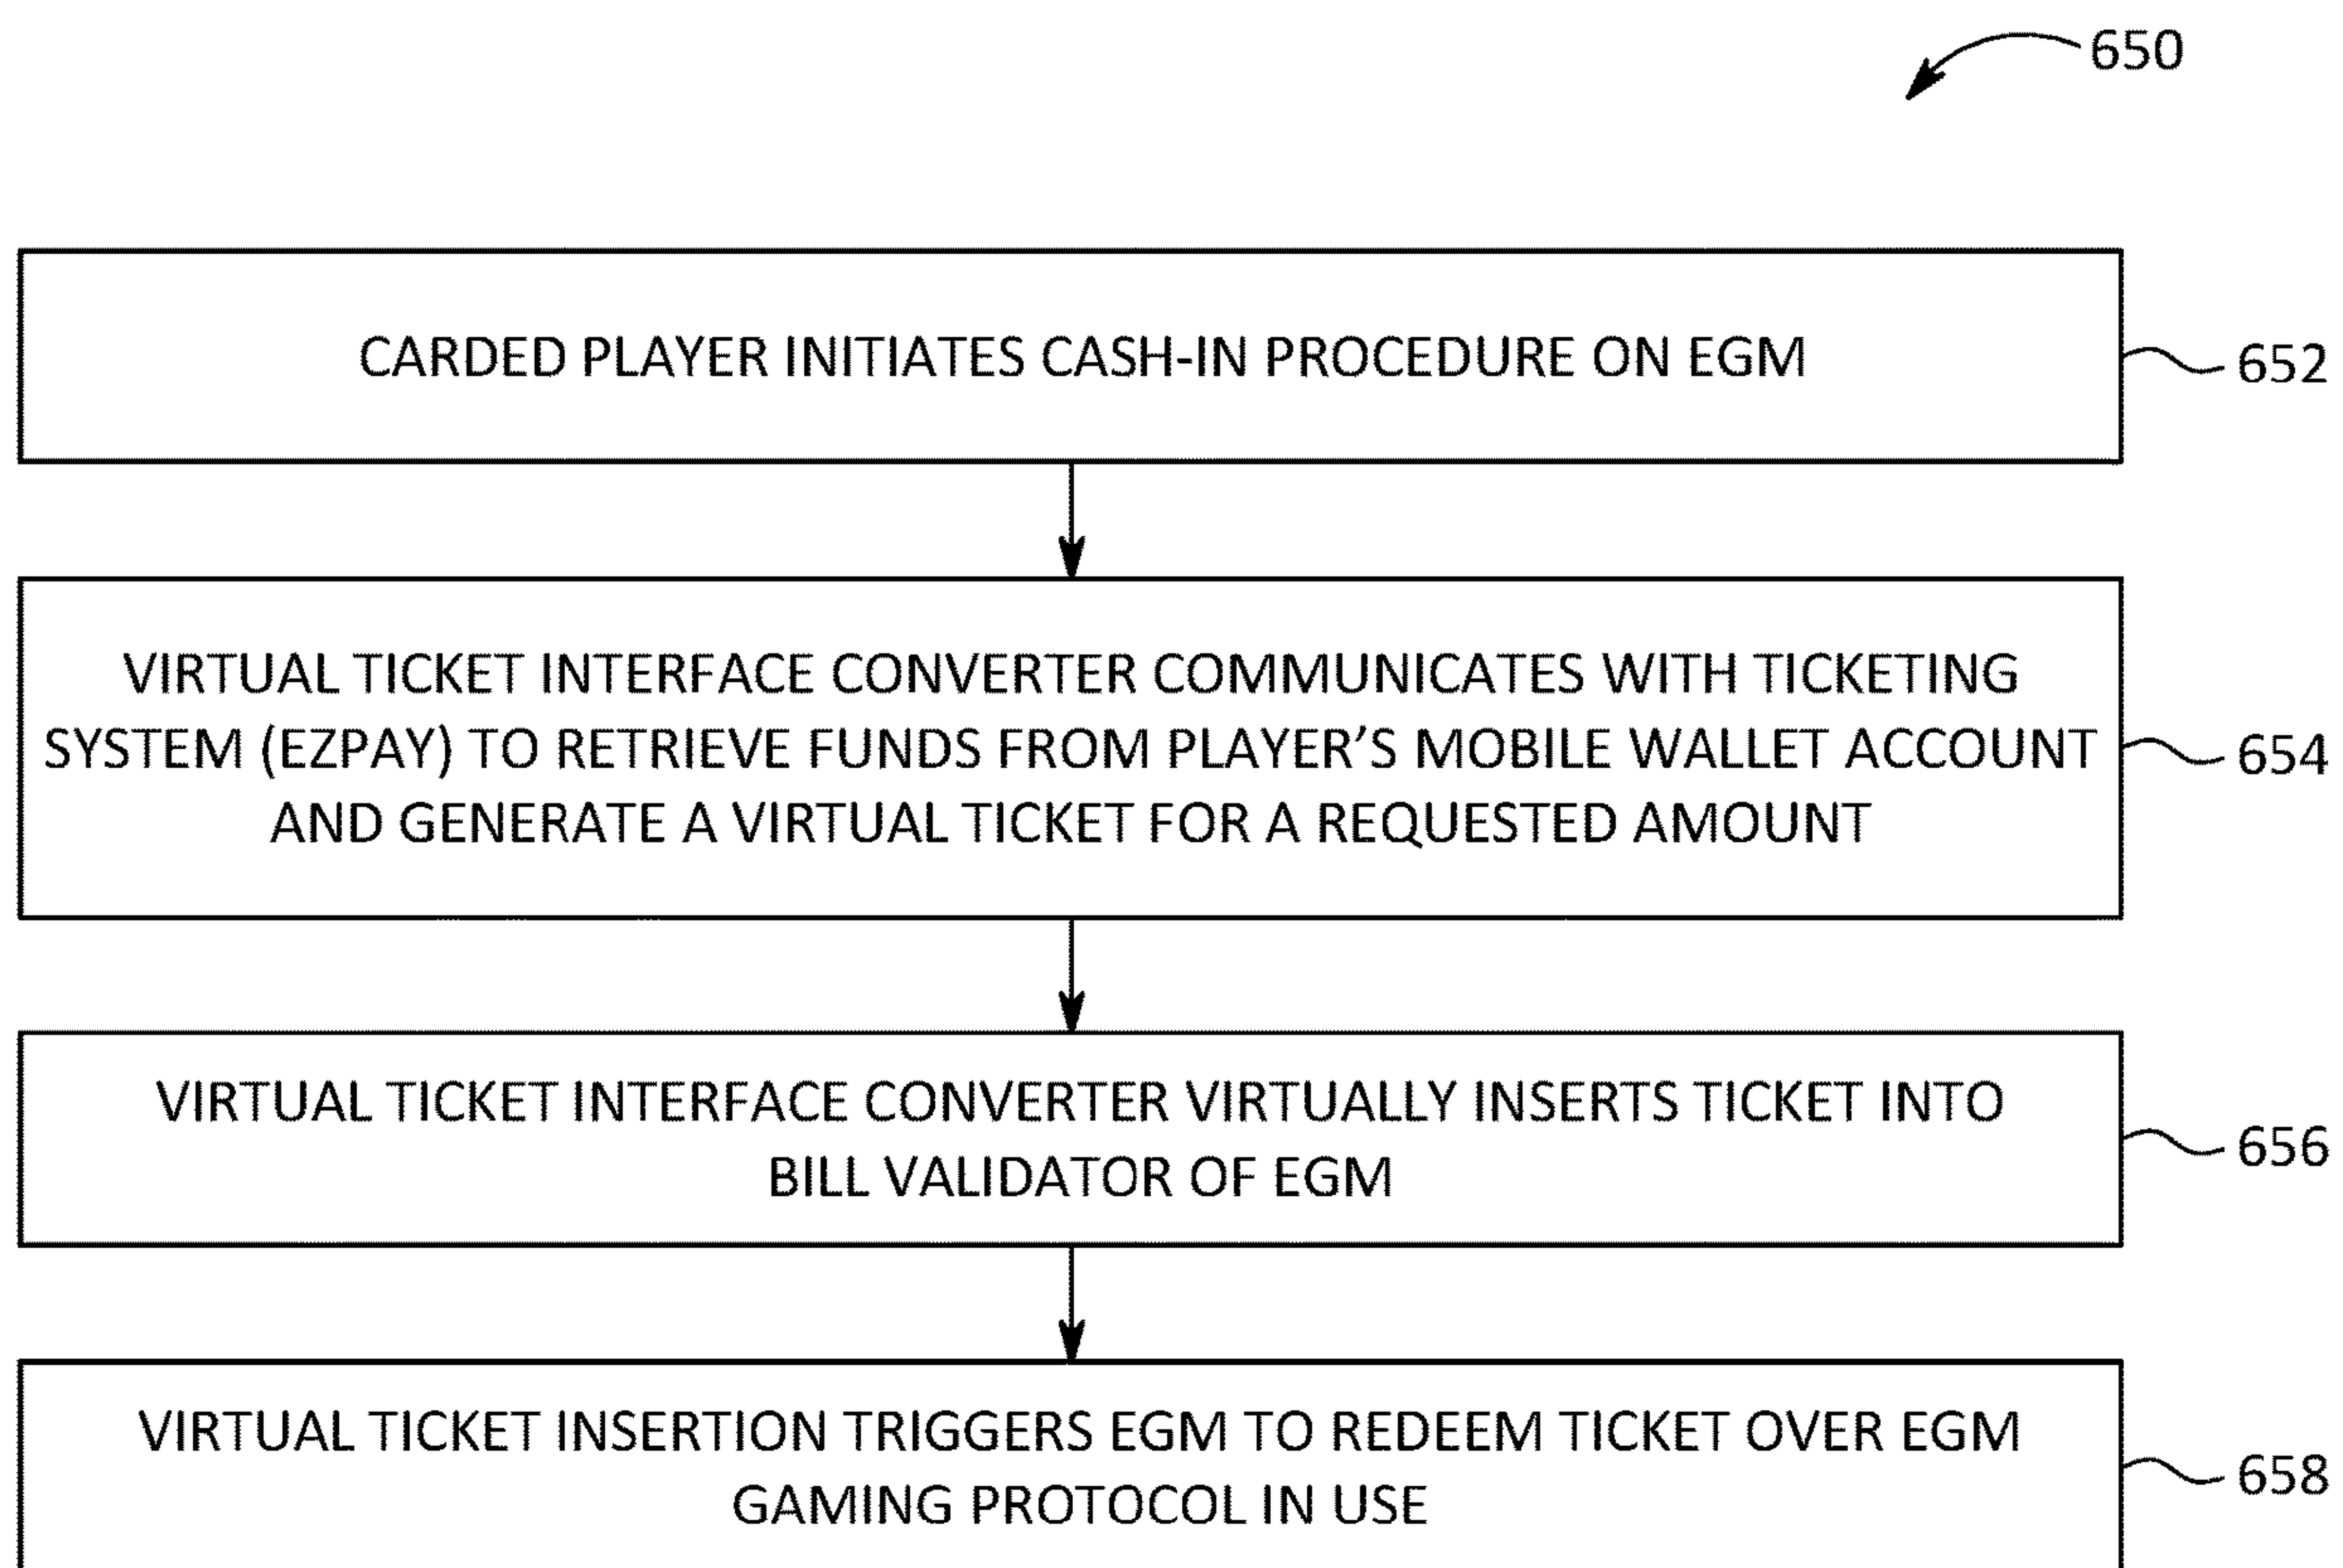 650
CARDED PLAYER INITIATES CASH-IN PROCEDURE ON EGM
652
VIRTUAL TICKET INTERFACE CONVERTER COMMUNICATES WITH TICKETING
SYSTEM (EZPAY) TO RETRIEVE FUNDS FROM PLAYER’S MOBILE WALLET ACCOUNT
AND GENERATE A VIRTUAL TICKET FOR A REQUESTED AMOUNT
654
VIRTUAL TICKET INTERFACE CONVERTER VIRTUALLY INSERTS TICKET INTO
BILL VALIDATOR OF EGM
656
VIRTUAL TICKET INSERTION TRIGGERS EGM TO REDEEM TICKET OVER EGM
GAMING PROTOCOL IN USE
658